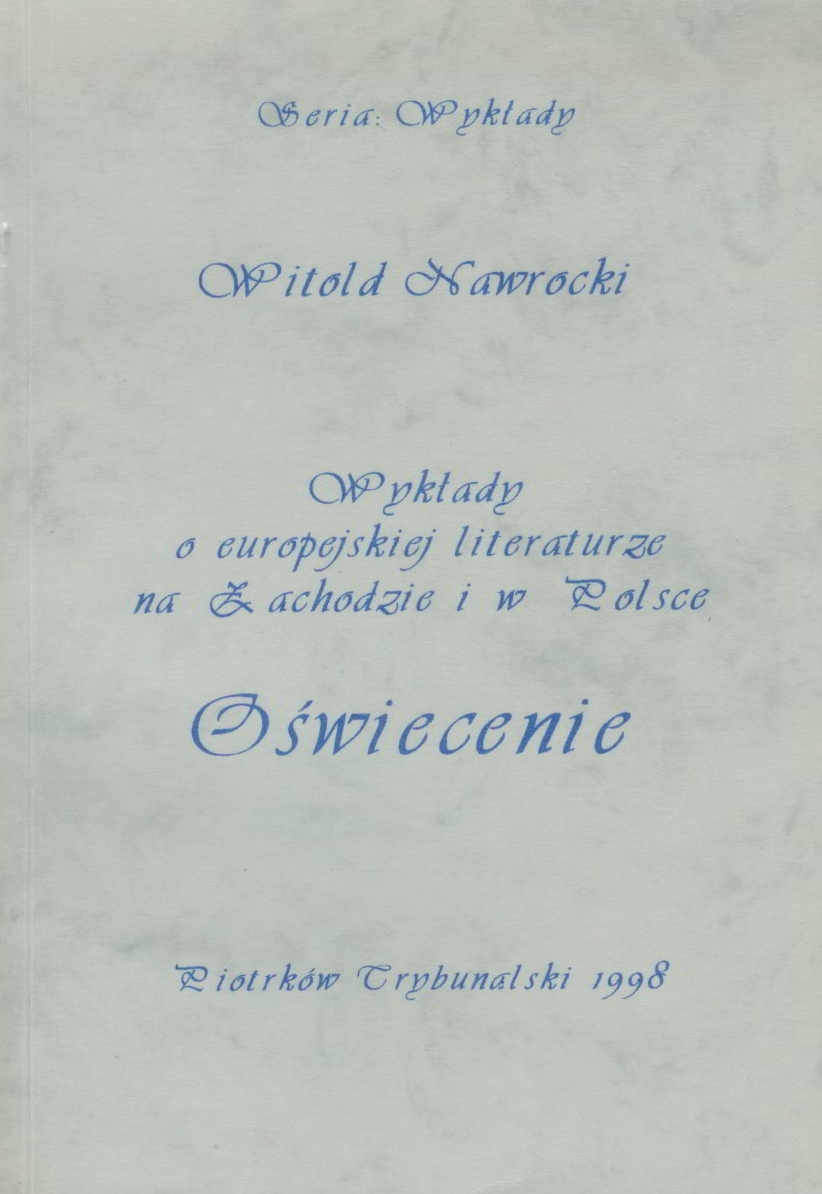 Seria: Wykłady
Witold Nawrocki
Wykłady
o europejskiej literaturze
na Zachodzie i w Polsce
Oświecenie
Piotrków Trybunalski 1998